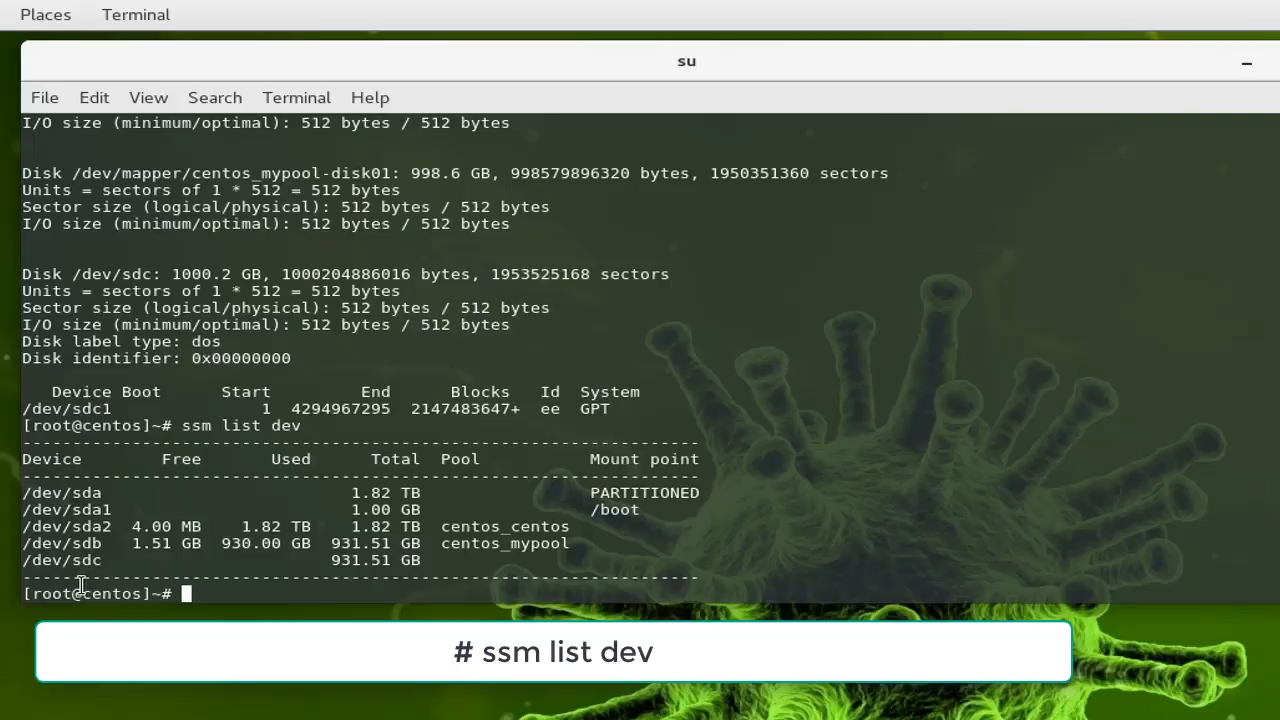 Places Terminal
su
File Edit View Search Terminal Help
I/O size (minimum/optimal): 512 bytes / 512 bytes
Disk /dev/mapper/centos_mypool-disk01: 998.6 GB, 998579896320 bytes, 1950351360 sectors
Units = sectors of 1 * 512 = 512 bytes
Sector size (logical/physical): 512 bytes / 512 bytes
I/O size (minimum/optimal): 512 bytes / 512 bytes
Disk /dev/sdc: 1000.2 GB, 1000204886016 bytes, 1953525168 sectors
Units = sectors of 1 * 512 = 512 bytes
Sector size (logical/physical): 512 bytes / 512 bytes
I/O size (minimum/optimal): 512 bytes / 512 bytes
Disk label type: dos
Disk identifier: 0x00000000
Device Boot Start End Blocks Id System
/dev/sdc1 1 4294967295 2147483647+ ee GPT
[root@centos]~# ssm list dev
--------------------------------------------------------------------
Device Free Used Total Pool Mount point
--------------------------------------------------------------------
/dev/sda 1.82 TB PARTITIONED
/dev/sda1 1.00 GB /boot
/dev/sda2 4.00 MB 1.82 TB 1.82 TB centos_centos
/dev/sdb 1.51 GB 930.00 GB 931.51 GB centos_mypool
/dev/sdc 931.51 GB
--------------------------------------------------------------------
[root@centos]~#
# ssm list dev